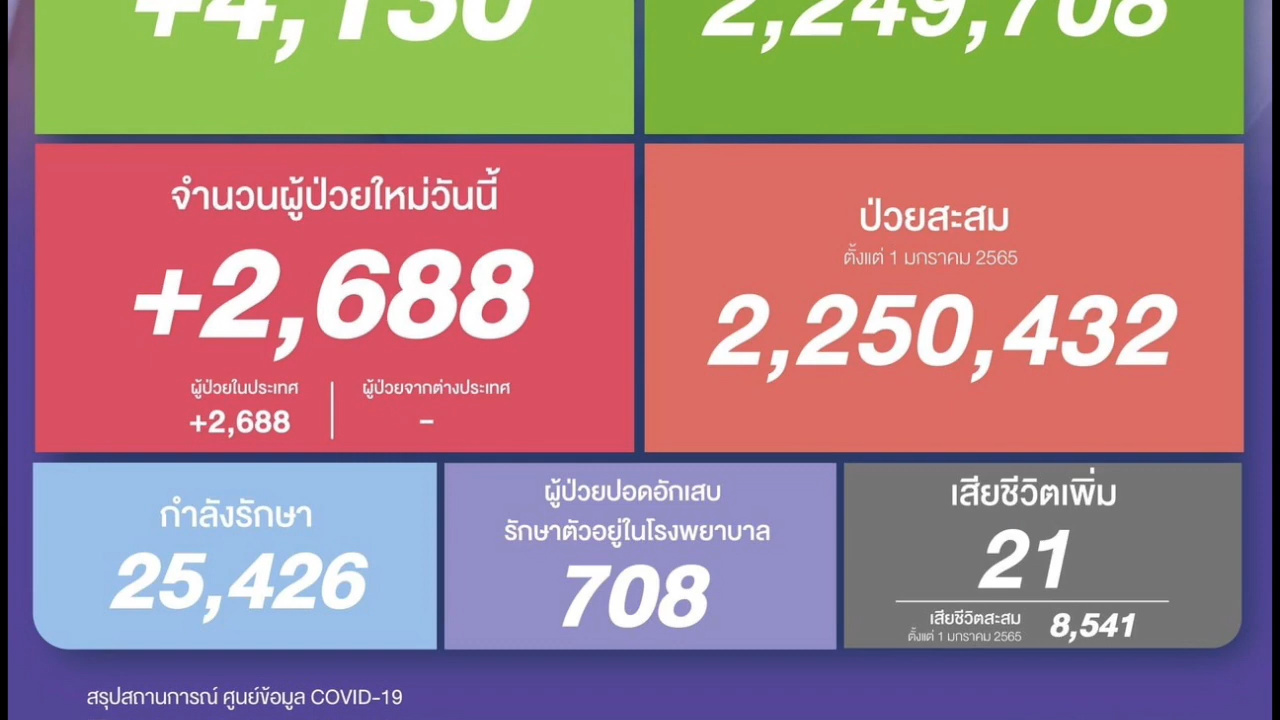 +4,130
2,249,708
จำนวนผู้ป่วยใหม่วันนี้
+2,688
ผู้ป่วยในประเทศ
+2,688
ผู้ป่วยจากต่างประเทศ
-
ป่วยสะสม
ตั้งแต่ 1 มกราคม 2565
2,250,432
กำลังรักษา
25,426
ผู้ป่วยปอดอักเสบ
รักษาตัวอยู่ในโรงพยาบาล
708
เสียชีวิตเพิ่ม
21
เสียชีวิตสะสม
ตั้งแต่ 1 มกราคม 2565
8,541
สรุปสถานการณ์ ศูนย์ข้อมูล COVID-19